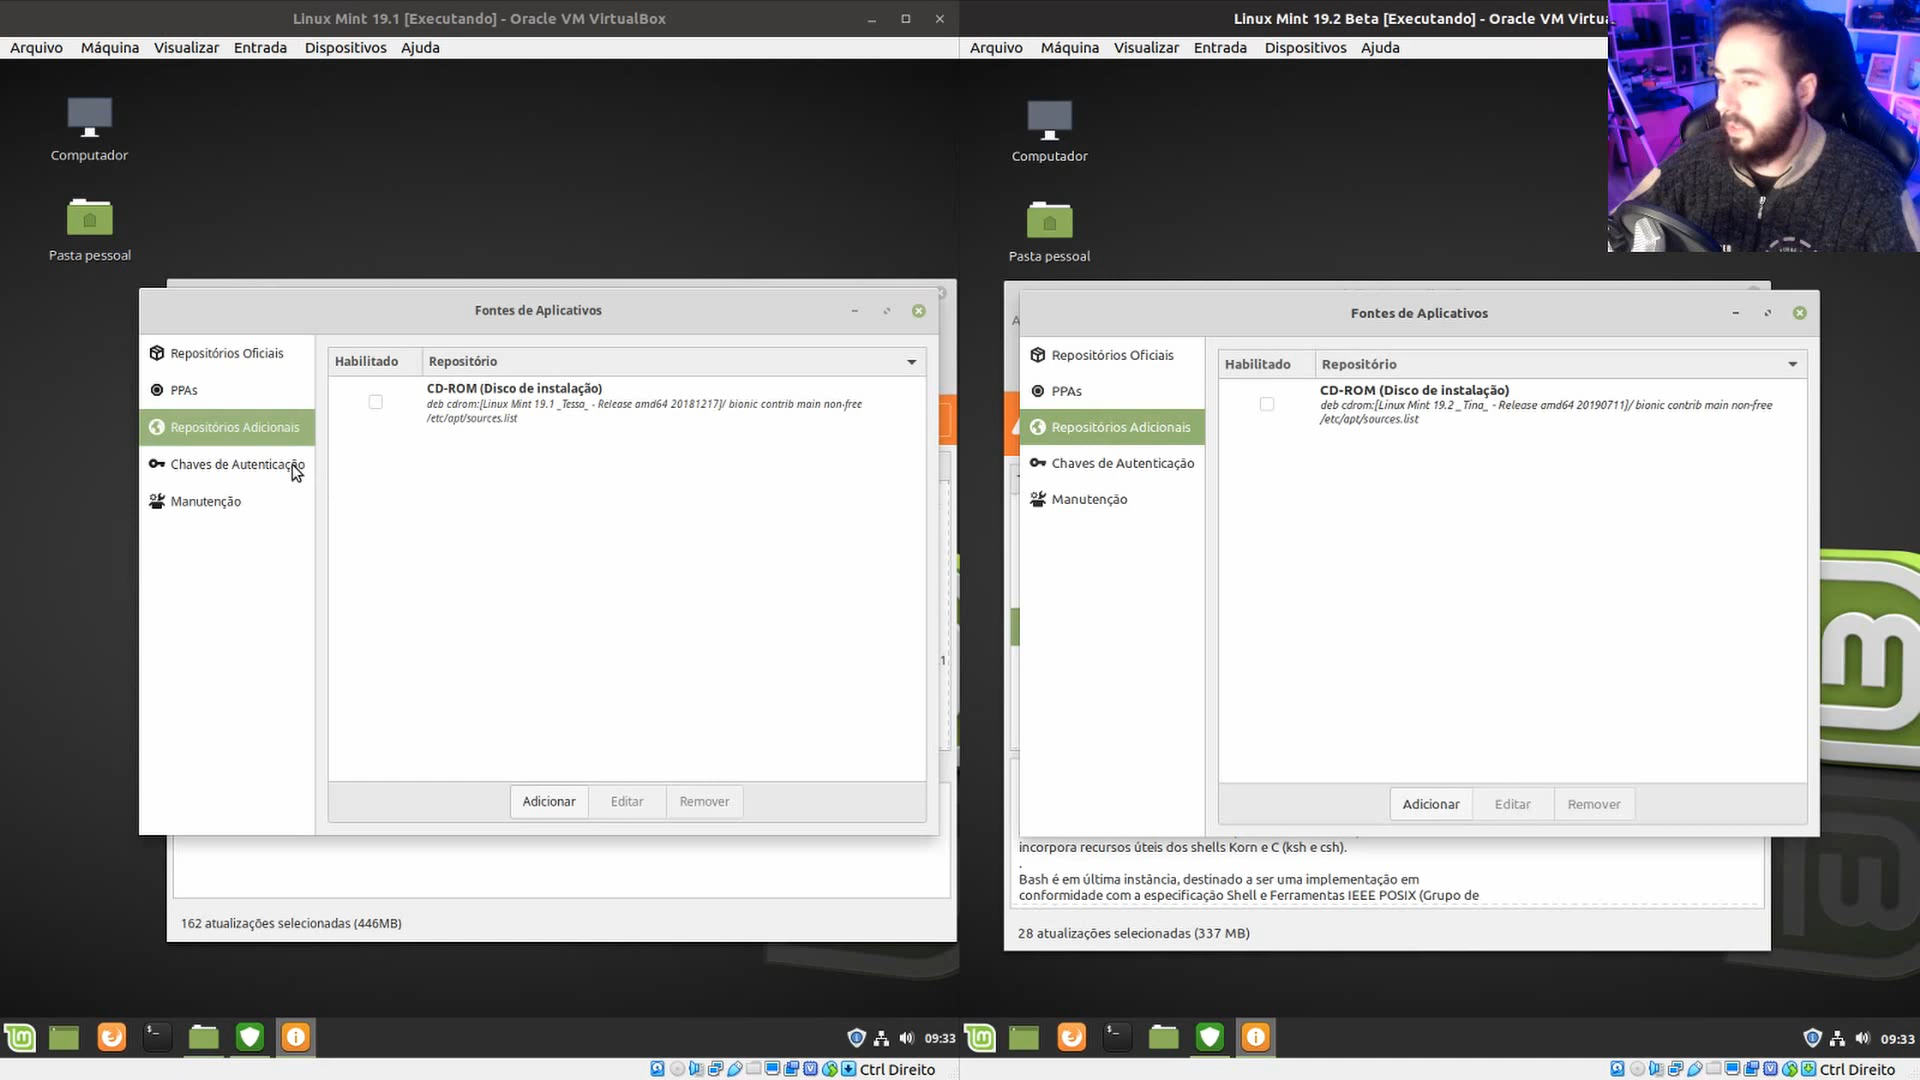 Linux Mint 19.1 [Executando] - Oracle VM VirtualBox
Arquivo Máquina Visualizar Entrada Dispositivos Ajuda
Computador
Pasta pessoal
Fontes de Aplicativos
Repositórios Oficiais
PPAs
Repositórios Adicionais
Chaves de Autenticação
Manutenção
Habilitado Repositório
CD-ROM (Disco de instalação)
deb cdrom:[Linux Mint 19.1 _Tessa_ - Release amd64 20181217]/ bionic contrib main non-free
/etc/apt/sources.list
Adicionar Editar Remover
162 atualizações selecionadas (446MB)
09:33
Ctrl Direito
Linux Mint 19.2 Beta [Executando] - Oracle VM Virtua
Arquivo Máquina Visualizar Entrada Dispositivos Ajuda
Computador
Pasta pessoal
Fontes de Aplicativos
Repositórios Oficiais
PPAs
Repositórios Adicionais
Chaves de Autenticação
Manutenção
Habilitado Repositório
CD-ROM (Disco de instalação)
deb cdrom:[Linux Mint 19.2 _Tina_ - Release amd64 20190711]/ bionic contrib main non-free
/etc/apt/sources.list
Adicionar Editar Remover
incorpora recursos úteis dos shells Korn e C (ksh e csh).
.
Bash é em última instância, destinado a ser uma implementação em
conformidade com a especificação Shell e Ferramentas IEEE POSIX (Grupo de
28 atualizações selecionadas (337 MB)
09:33
Ctrl Direito